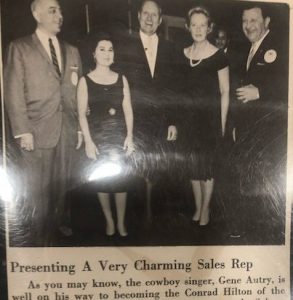 Presenting A Very Charming Sales Rep
As you may know, the cowboy singer, Gene Autry, is
well on his way to becoming the Conrad Hilton of the